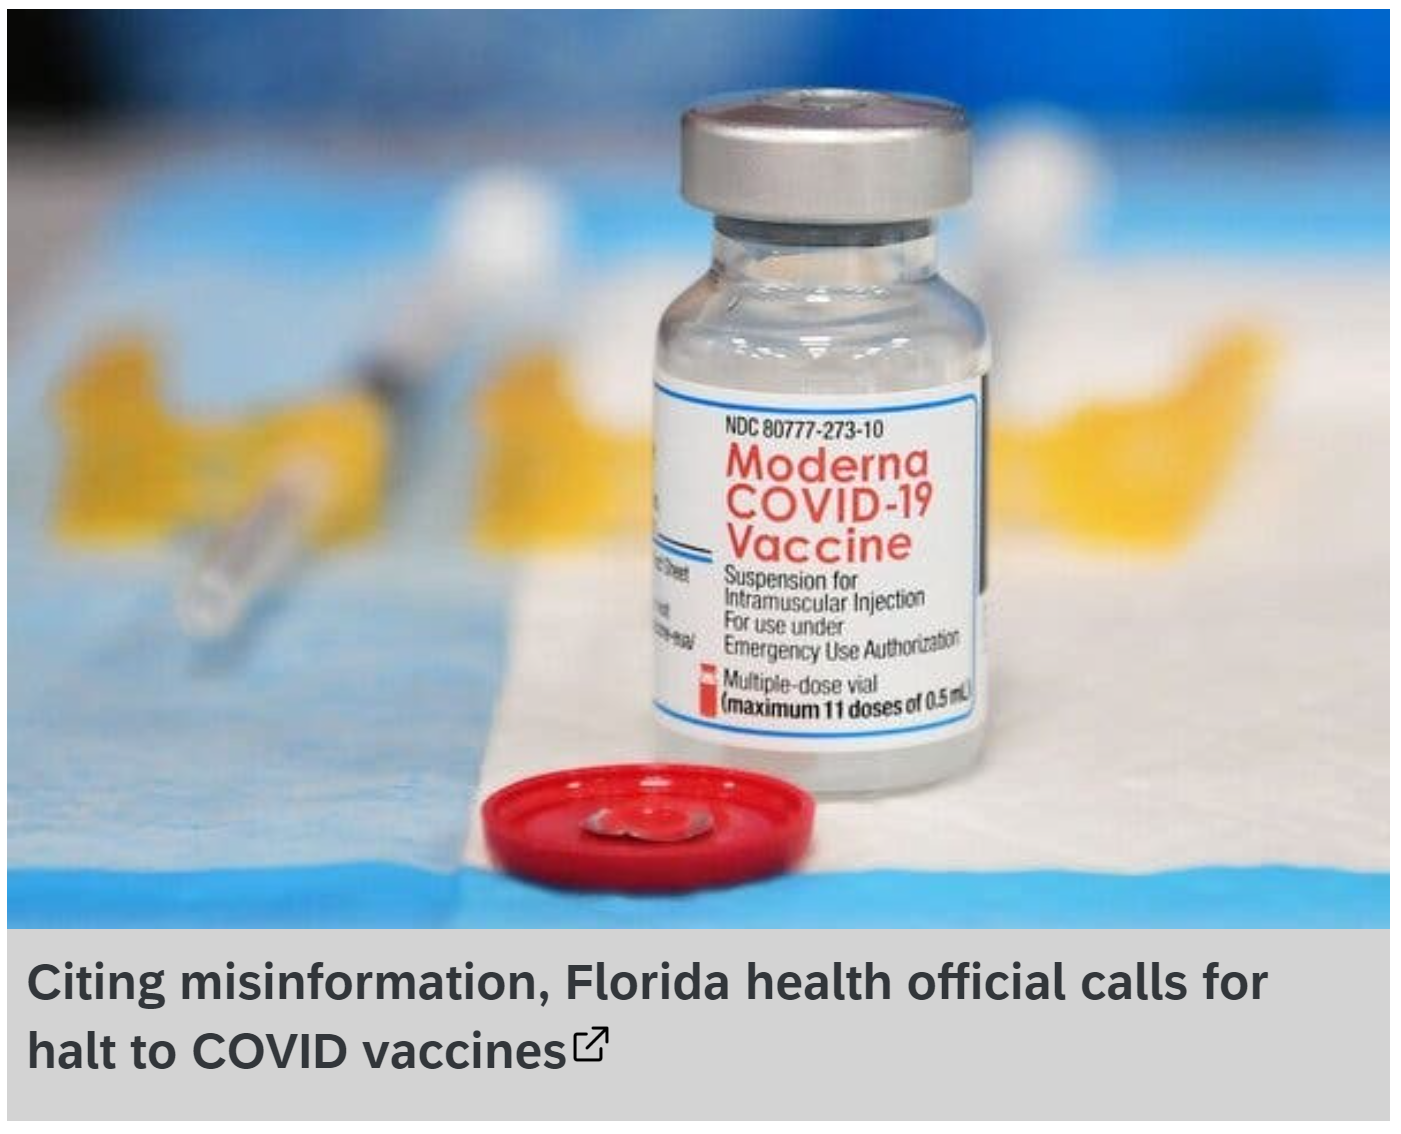 NDC 80777-273-10
Moderna
COVID-19
Vaccine
Suspension for
Intramuscular Injection
For use under
Emergency Use Authorization
Multiple-dose vial
(maximum 11 doses of 0.5 mL)
Sheet
Citing misinformation, Florida health official calls for
halt to COVID vaccines